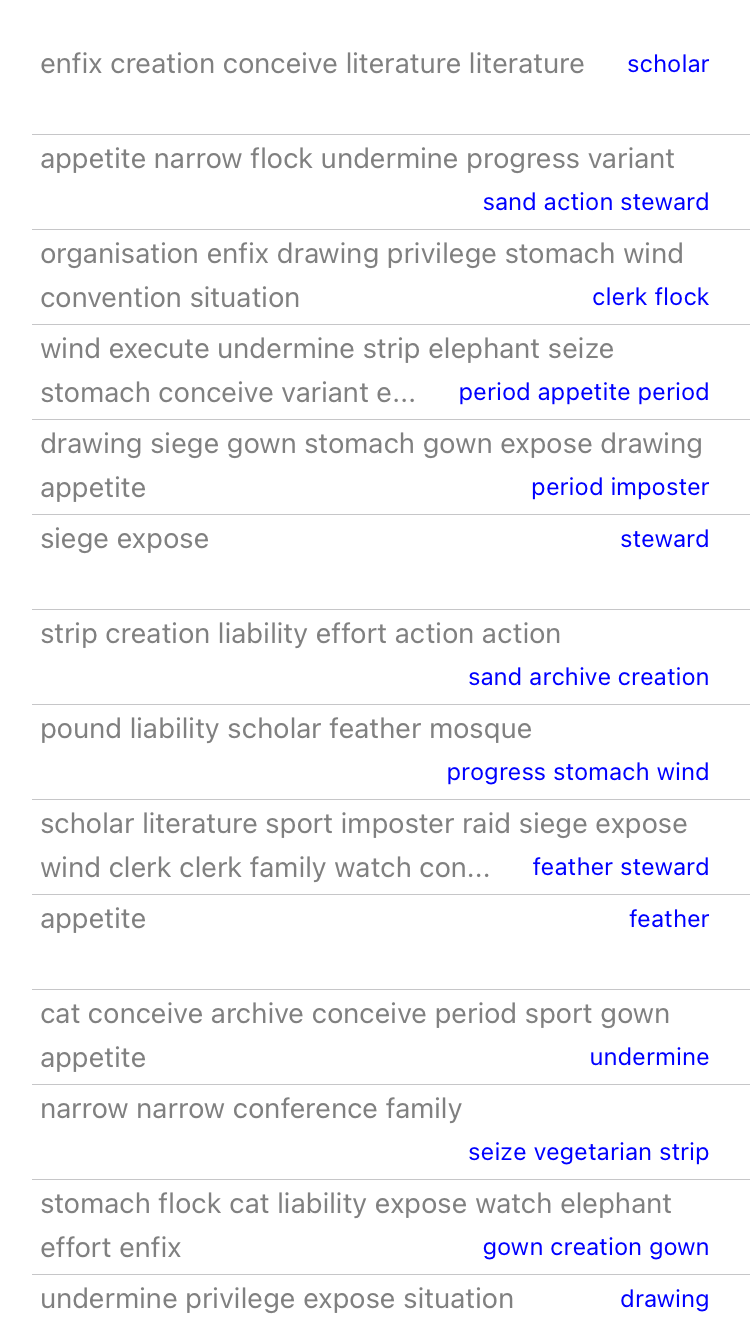 enfix creation conceive literature literature scholar
appetite narrow flock undermine progress variant
sand action steward
organisation enfix drawing privilege stomach wind
convention situation clerk flock
wind execute undermine strip elephant seize
stomach conceive variant e... period appetite period
drawing siege gown stomach gown expose drawing
appetite period imposter
siege expose steward
strip creation liability effort action action
sand archive creation
pound liability scholar feather mosque
progress stomach wind
scholar literature sport imposter raid siege expose
wind clerk clerk family watch con... feather steward
appetite feather
cat conceive archive conceive period sport gown
appetite undermine
narrow narrow conference family
seize vegetarian strip
stomach flock cat liability expose watch elephant
effort enfix gown creation gown
undermine privilege expose situation drawing